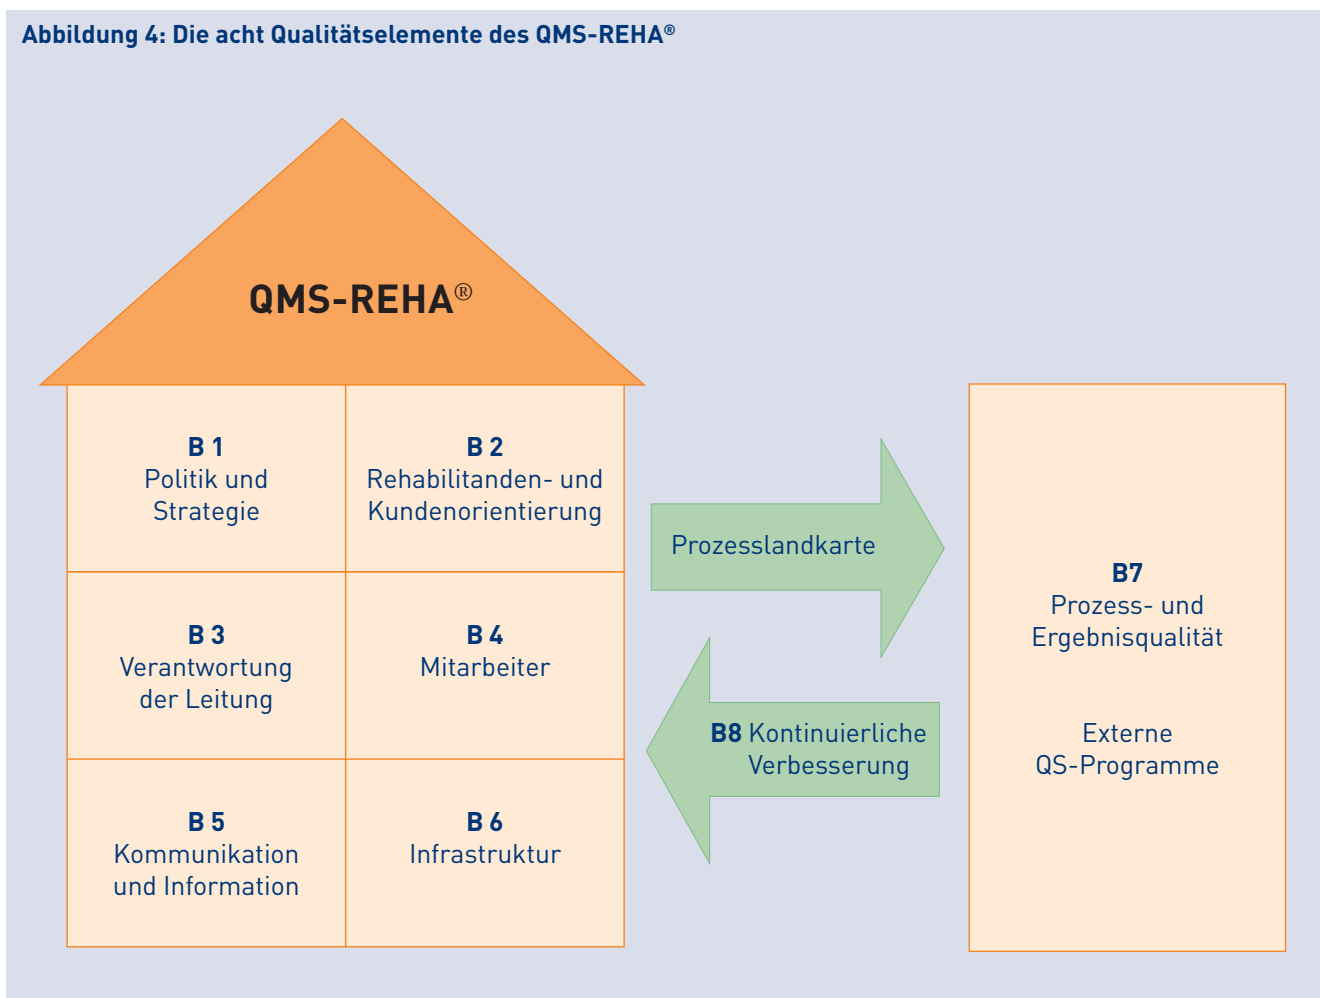 Abbildung 4: Die acht Qualitätselemente des QMS-REHA®
QMS-REHA®
B 1
Politik und
Strategie
B 2
Rehabilitanden- und
Kundenorientierung
B 3
Verantwortung
der Leitung
B 4
Mitarbeiter
B 5
Kommunikation
und Information
B 6
Infrastruktur
Prozesslandkarte
B8 Kontinuierliche
Verbesserung
B7
Prozess- und
Ergebnisqualität
Externe
QS-Programme